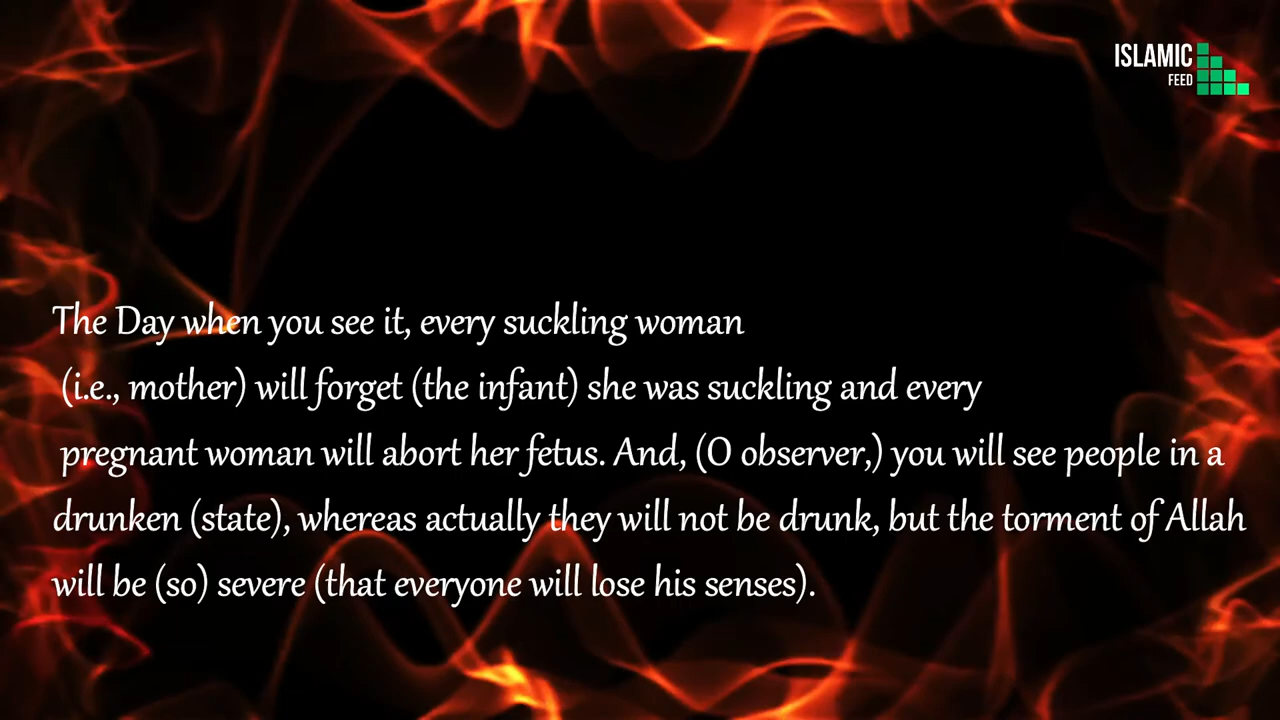 ISLAMIC
FEED
The Day when you see it, every suckling woman
(i.e., mother) will forget (the infant) she was suckling and every
pregnant woman will abort her fetus. And, (O observer,) you will see people in a
drunken (state), whereas actually they will not be drunk, but the torment of Allah
will be (so) severe (that everyone will lose his senses).